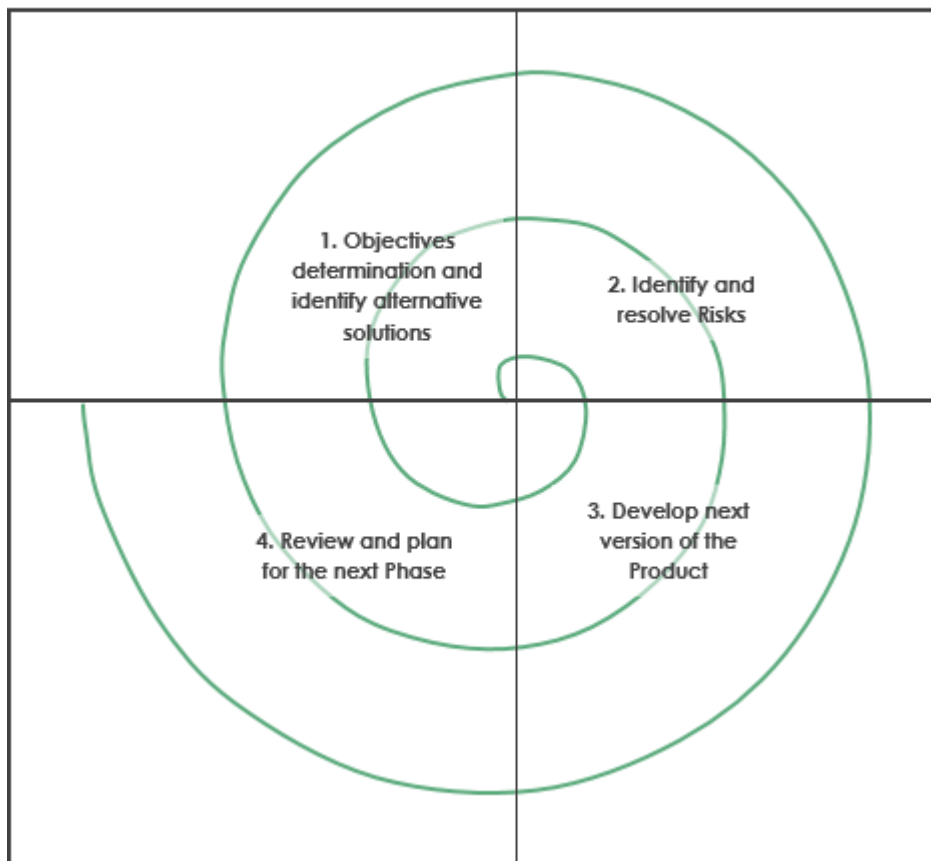 1. Objectives
determination and
identify alternative
solutions
2. Identify and
resolve Risks
3. Develop next
version of the
Product
4. Review and plan
for the next Phase